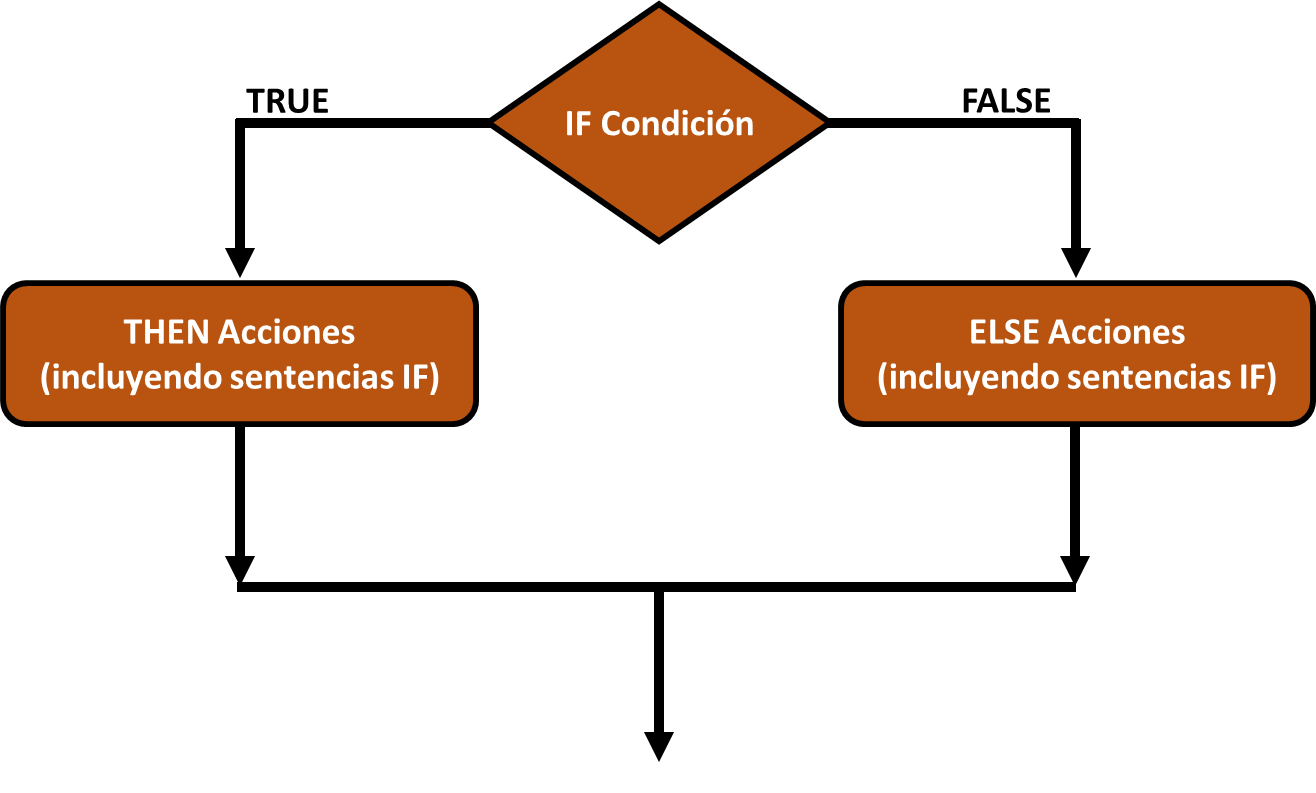 TRUE
FALSE
IF Condición
THEN Acciones
(incluyendo sentencias IF)
ELSE Acciones
(incluyendo sentencias IF)